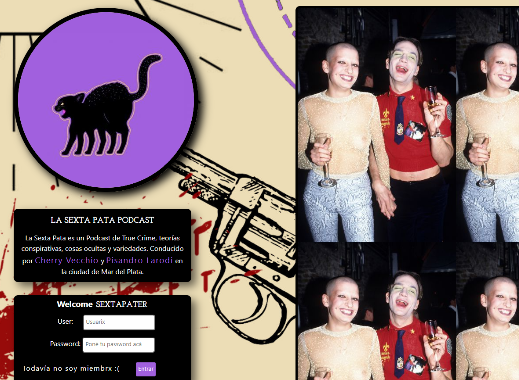 LA SEXTA PATA PODCAST
La Sexta Pata es un Podcast de True Crime, teorías
conspirativas, cosas ocultas y variedades. Conducido
por Cherry Vecchio y Pisandro Larodi en
la ciudad de Mar del Plata.
Welcome SEXTAPATER
User: Usuarix
Password: Pone tu password acá
Todavía no soy miembrx :( Entrar